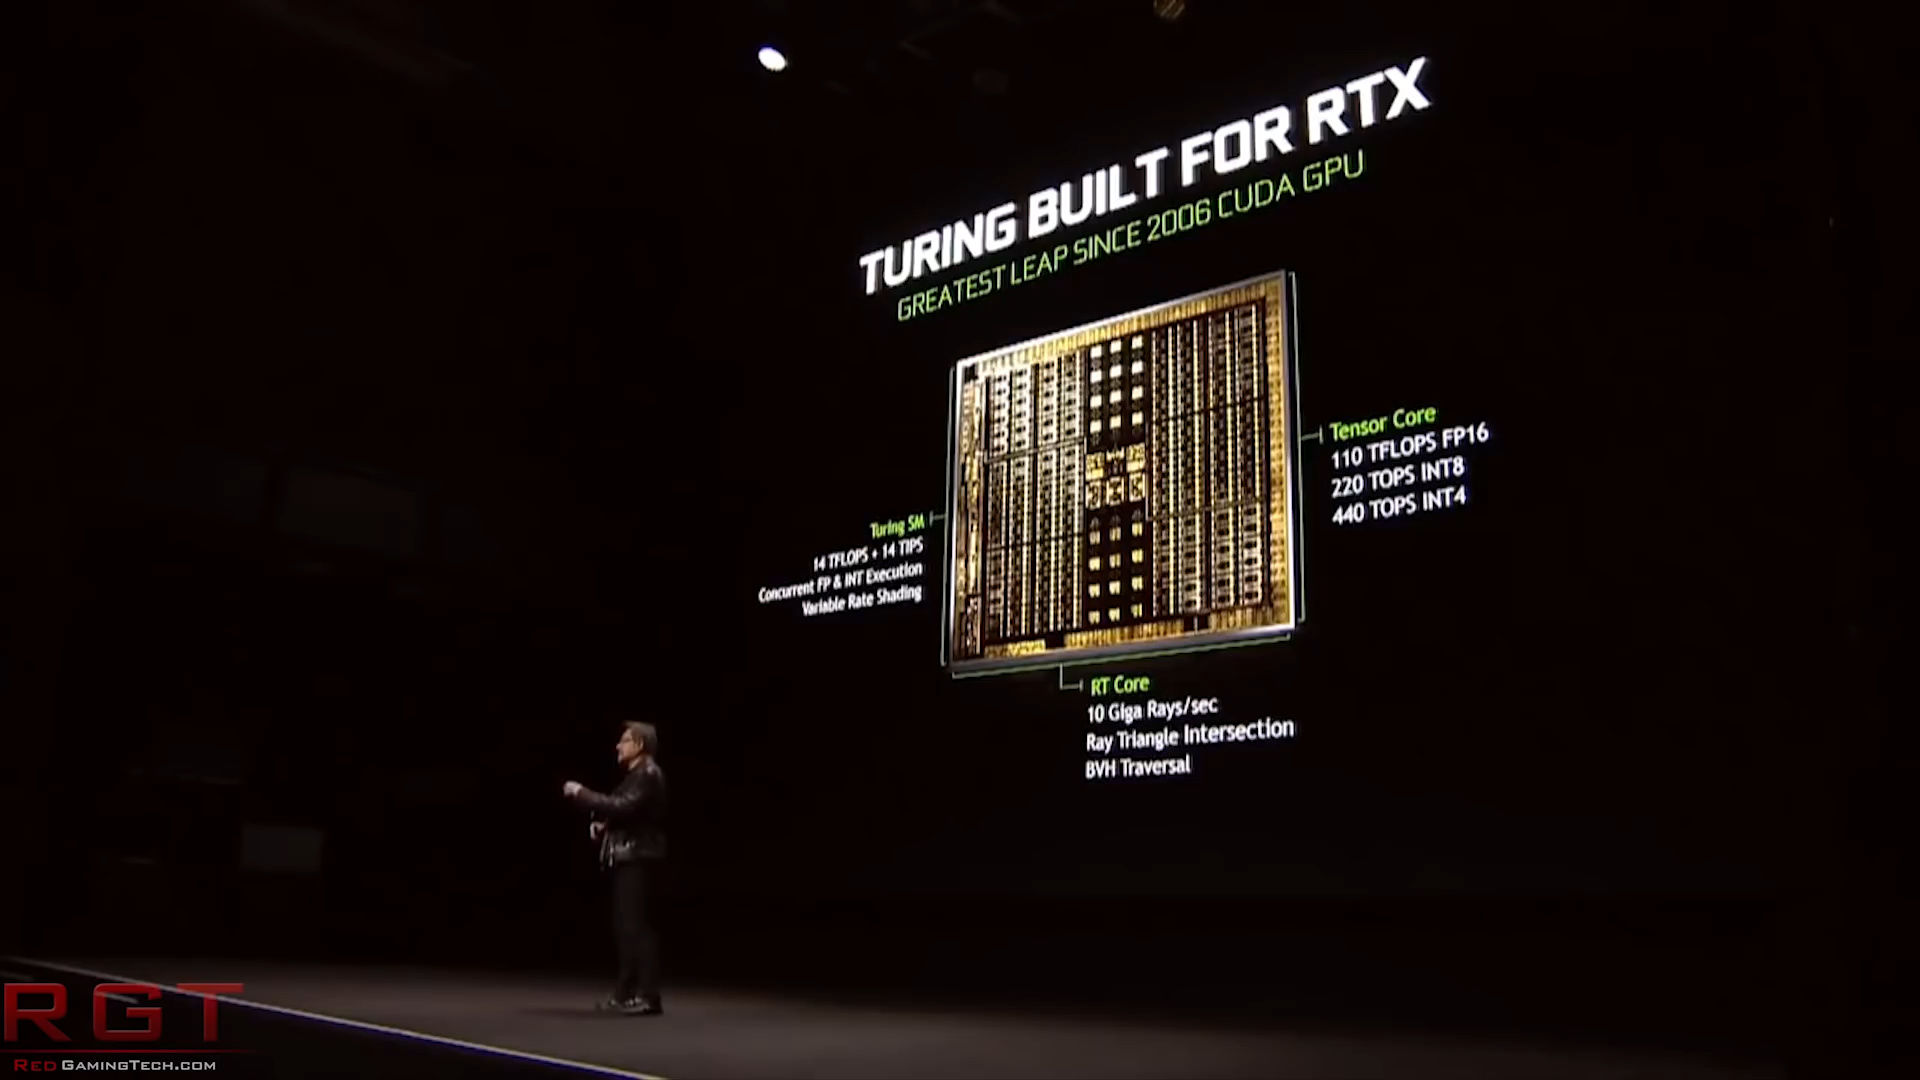 TURING BUILT FOR RTX
GREATEST LEAP SINCE 2006 CUDA GPU
Turing SM
14 TFLOPS + 14 TIPS
Concurrent FP & INT Execution
Variable Rate Shading
Tensor Core
110 TFLOPS FP16
220 TOPS INT8
440 TOPS INT4
RT Core
10 Giga Rays/sec
Ray Triangle Intersection
BVH Traversal
RGT
REDGAMINGTECH.COM